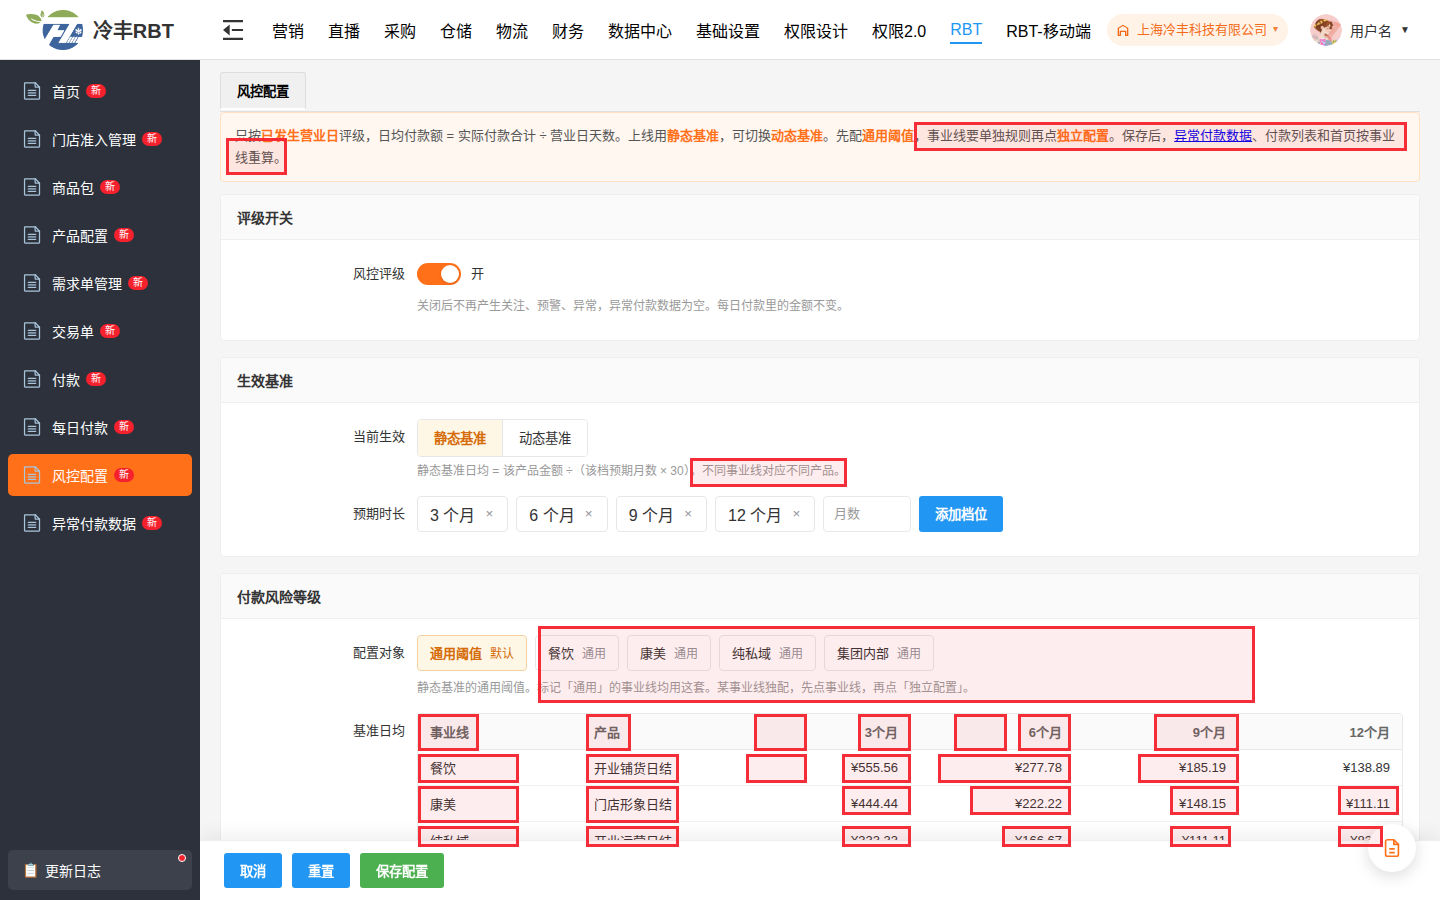 冷丰RBT
营销 直播 采购 仓储 物流 财务 数据中心 基础设置 权限设计 权限2.0 RBT RBT-移动端 上海冷丰科技有限公司 ▾ 用户名 ▼
首页 新
门店准入管理 新
商品包 新
产品配置 新
需求单管理 新
交易单 新
付款 新
每日付款 新
风控配置 新
异常付款数据 新
更新日志
风控配置
只按已发生营业日评级，日均付款额 = 实际付款合计 ÷ 营业日天数。上线用静态基准，可切换动态基准。先配通用阈值，事业线要单独规则再点独立配置。保存后，异常付款数据、付款列表和首页按事业
线重算。
评级开关
风控评级 开
关闭后不再产生关注、预警、异常，异常付款数据为空。每日付款里的金额不变。
生效基准
当前生效 静态基准 动态基准
静态基准日均 = 该产品金额 ÷（该档预期月数 × 30），不同事业线对应不同产品。
预期时长 3 个月 × 6 个月 × 9 个月 × 12 个月 × 月数 添加档位
付款风险等级
配置对象 通用阈值 默认 餐饮 通用 康美 通用 纯私域 通用 集团内部 通用
静态基准的通用阈值。标记「通用」的事业线均用这套。某事业线独配，先点事业线，再点「独立配置」。
基准日均 事业线 产品 3个月 6个月 9个月 12个月
餐饮 开业铺货日结 ¥555.56 ¥277.78 ¥185.19 ¥138.89
康美 门店形象日结 ¥444.44 ¥222.22 ¥148.15 ¥111.11
纯私域 开业运营日结 ¥333.33 ¥166.67 ¥111.11
取消 重置 保存配置